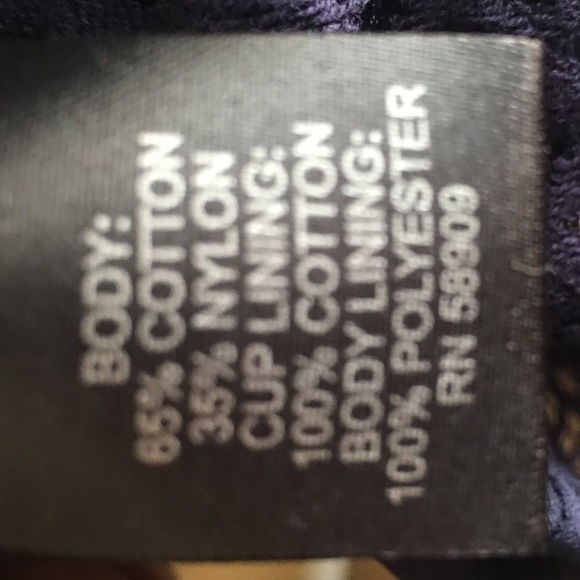 BODY:
65% COTTON
35% NYLON
CUP LINING:
100% COTTON
BODY LINING:
100% POLYESTER
RN 58909